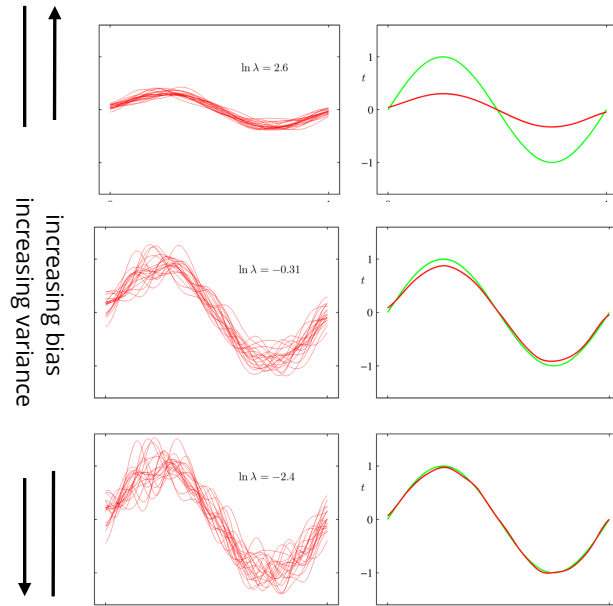 increasing bias
increasing variance
ln λ = 2.6
1
t
0
−1
ln λ = −0.31
1
t
0
−1
ln λ = −2.4
1
t
0
−1